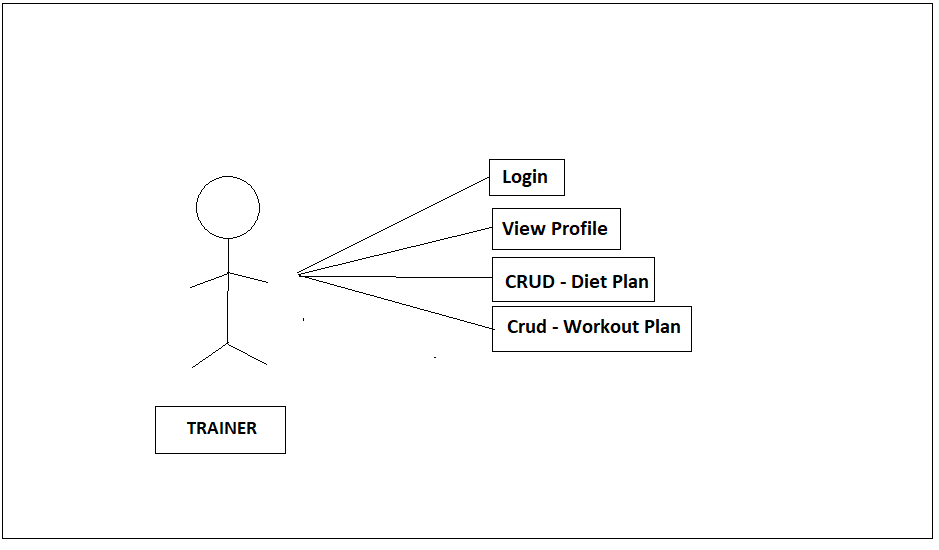 Login
View Profile
CRUD - Diet Plan
Crud - Workout Plan
TRAINER